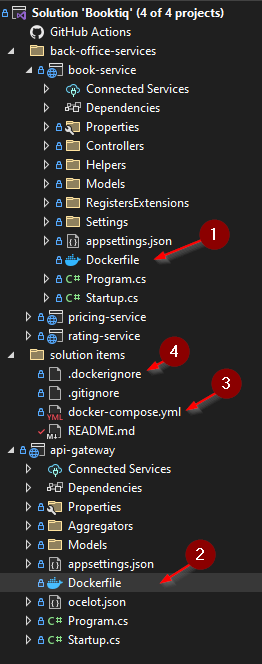 Solution 'Booktiq' (4 of 4 projects)
GitHub Actions
back-office-services
book-service
Connected Services
Dependencies
Properties
Controllers
Helpers
Models
RegistersExtensions
Settings
appsettings.json
1
Dockerfile
C# Program.cs
C# Startup.cs
pricing-service
rating-service
solution items
4
.dockerignore
.gitignore
3
YML docker-compose.yml
M↓ README.md
api-gateway
Connected Services
Dependencies
Properties
Aggregators
Models
2
appsettings.json
Dockerfile
ocelot.json
C# Program.cs
C# Startup.cs